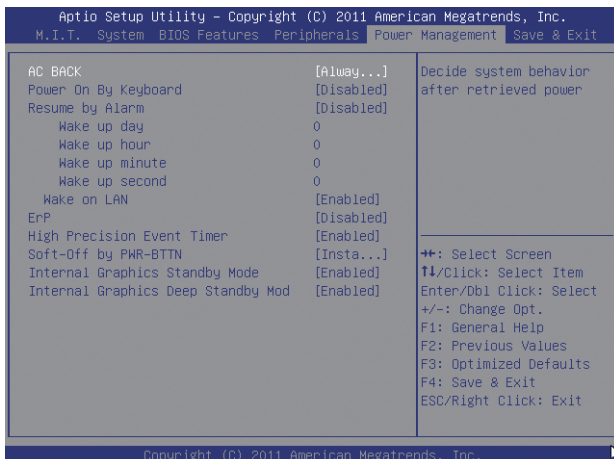 Aptio Setup Utility – Copyright (C) 2011 American Megatrends, Inc.
M.I.T. System BIOS Features Peripherals Power Management Save & Exit
AC BACK [Alway...]
Power On By Keyboard [Disabled]
Resume by Alarm [Disabled]
Wake up day 0
Wake up hour 0
Wake up minute 0
Wake up second 0
Wake on LAN [Enabled]
ErP [Disabled]
High Precision Event Timer [Enabled]
Soft-Off by PWR-BTTN [Insta...]
Internal Graphics Standby Mode [Enabled]
Internal Graphics Deep Standby Mod [Enabled]
Decide system behavior
after retrieved power
→←: Select Screen
↑↓/Click: Select Item
Enter/Dbl Click: Select
+/-: Change Opt.
F1: General Help
F2: Previous Values
F3: Optimized Defaults
F4: Save & Exit
ESC/Right Click: Exit
Copyright (C) 2011 American Megatrends, Inc.